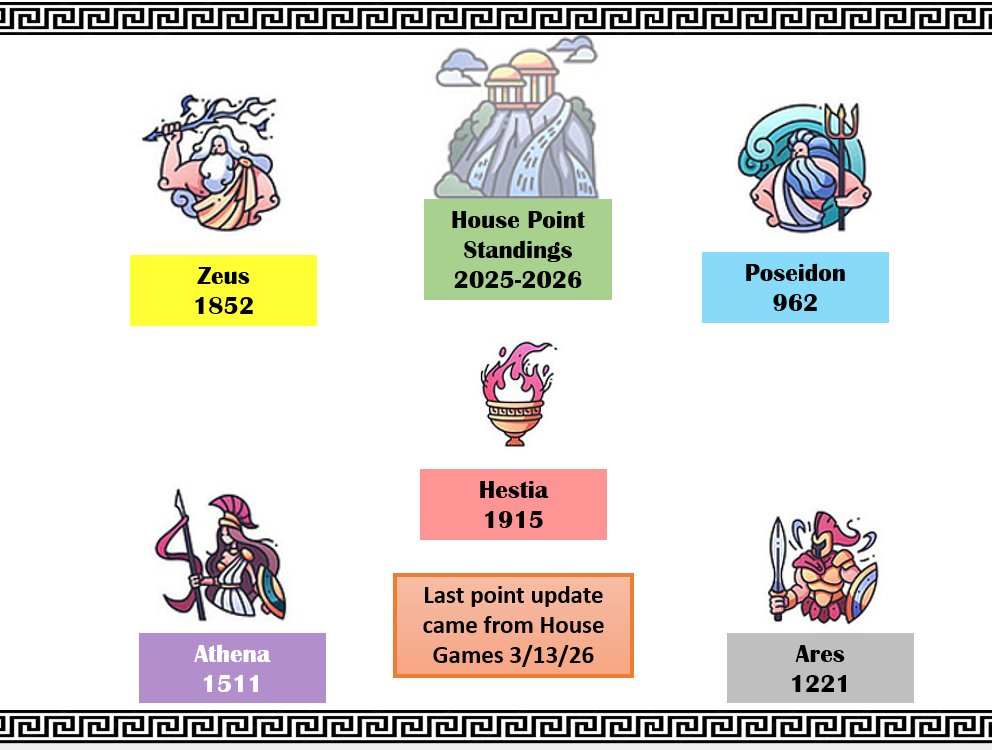 House Point
Standings
2025-2026
Zeus
1852
Poseidon
962
Hestia
1915
Athena
1511
Last point update
came from House
Games 3/13/26
Ares
1221